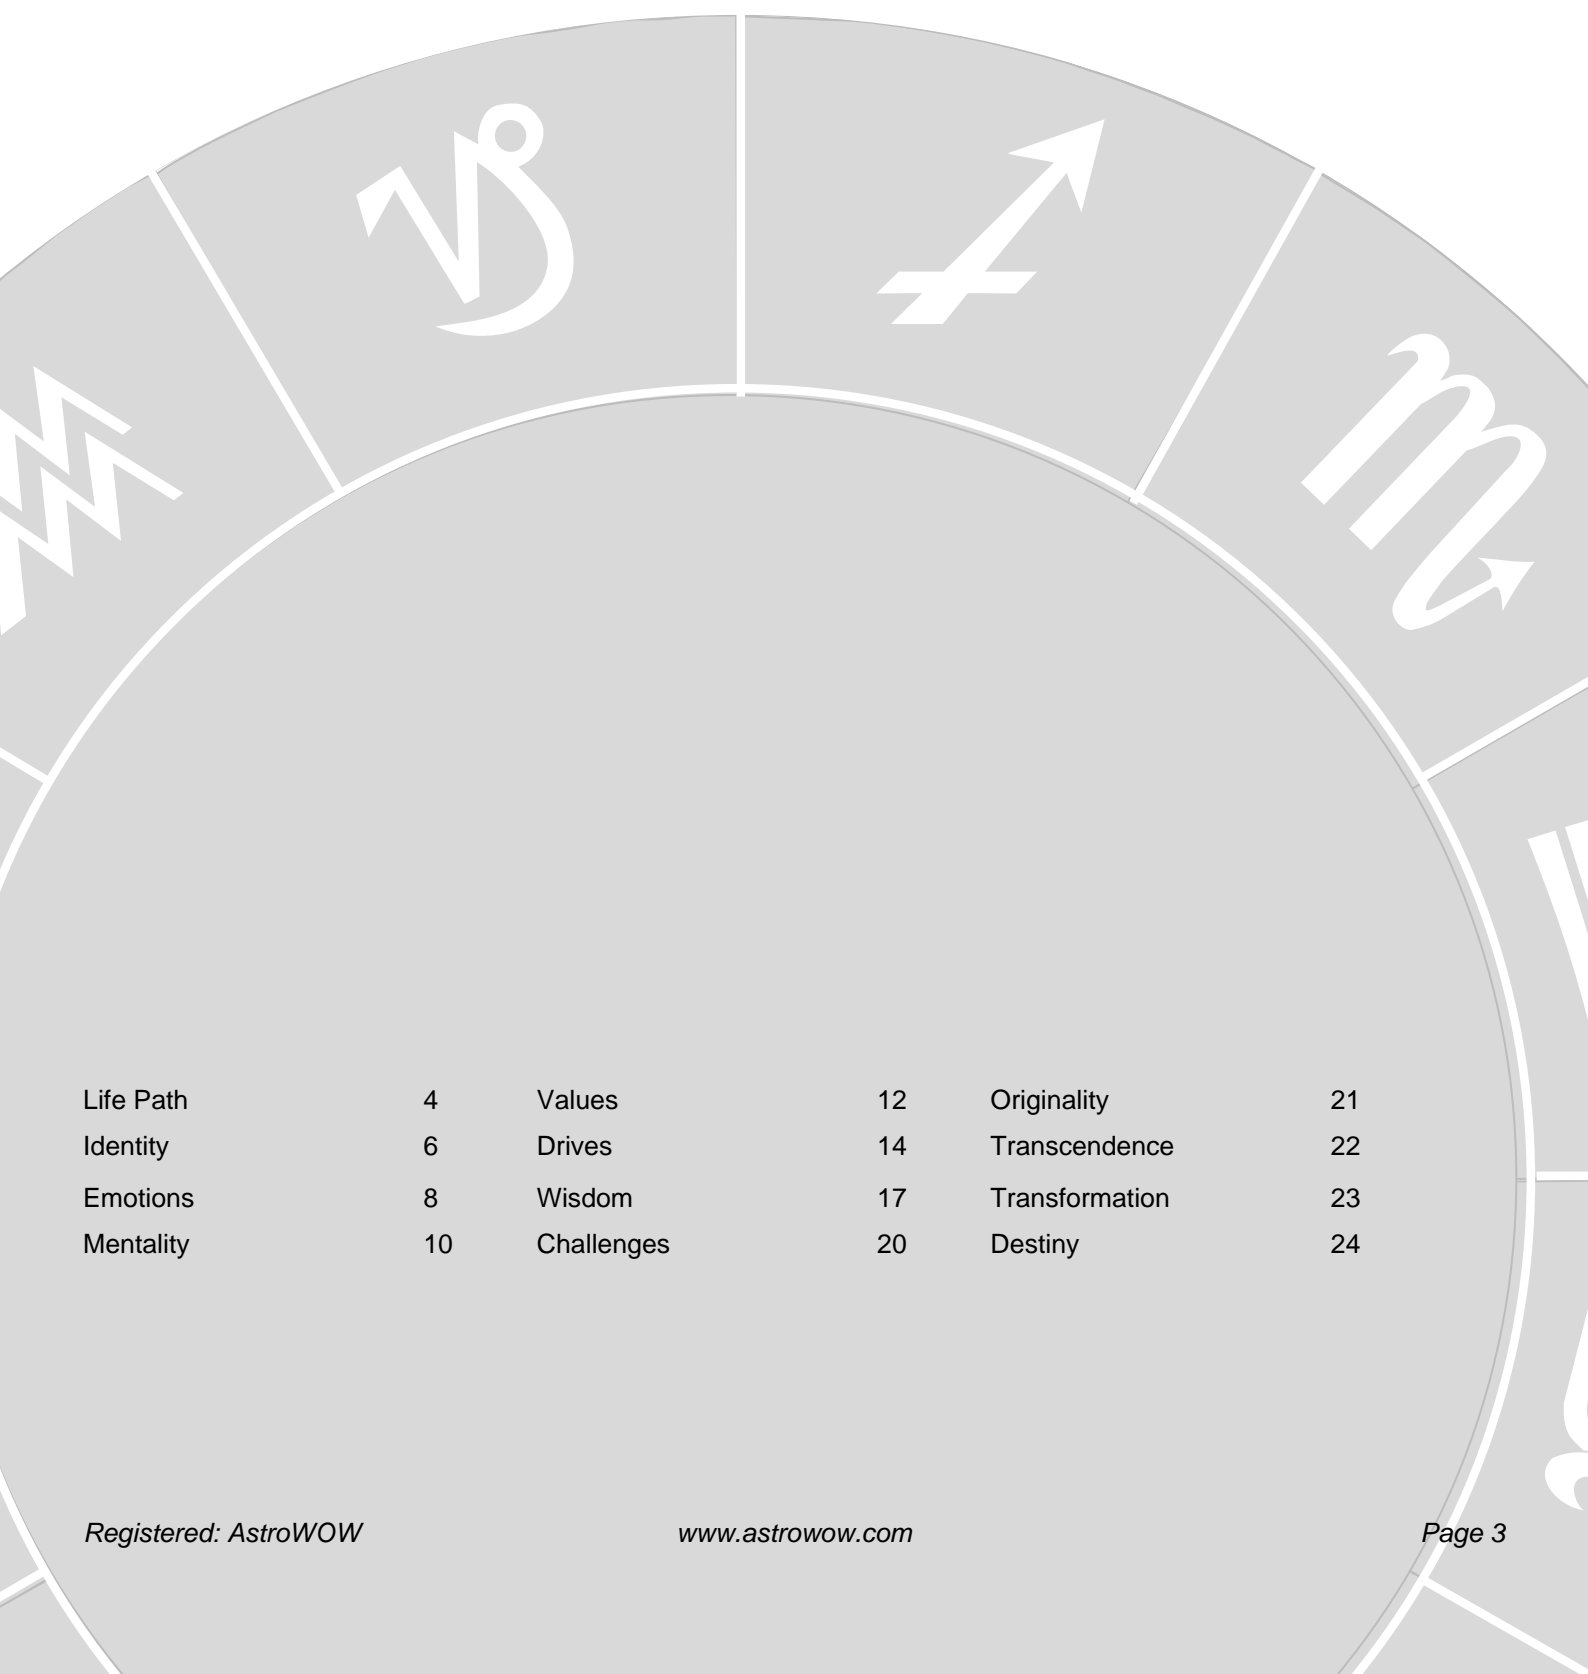 Life Path 4 Values 12 Originality 21
Identity 6 Drives 14 Transcendence 22
Emotions 8 Wisdom 17 Transformation 23
Mentality 10 Challenges 20 Destiny 24
Registered: AstroWOW www.astrowow.com Page 3